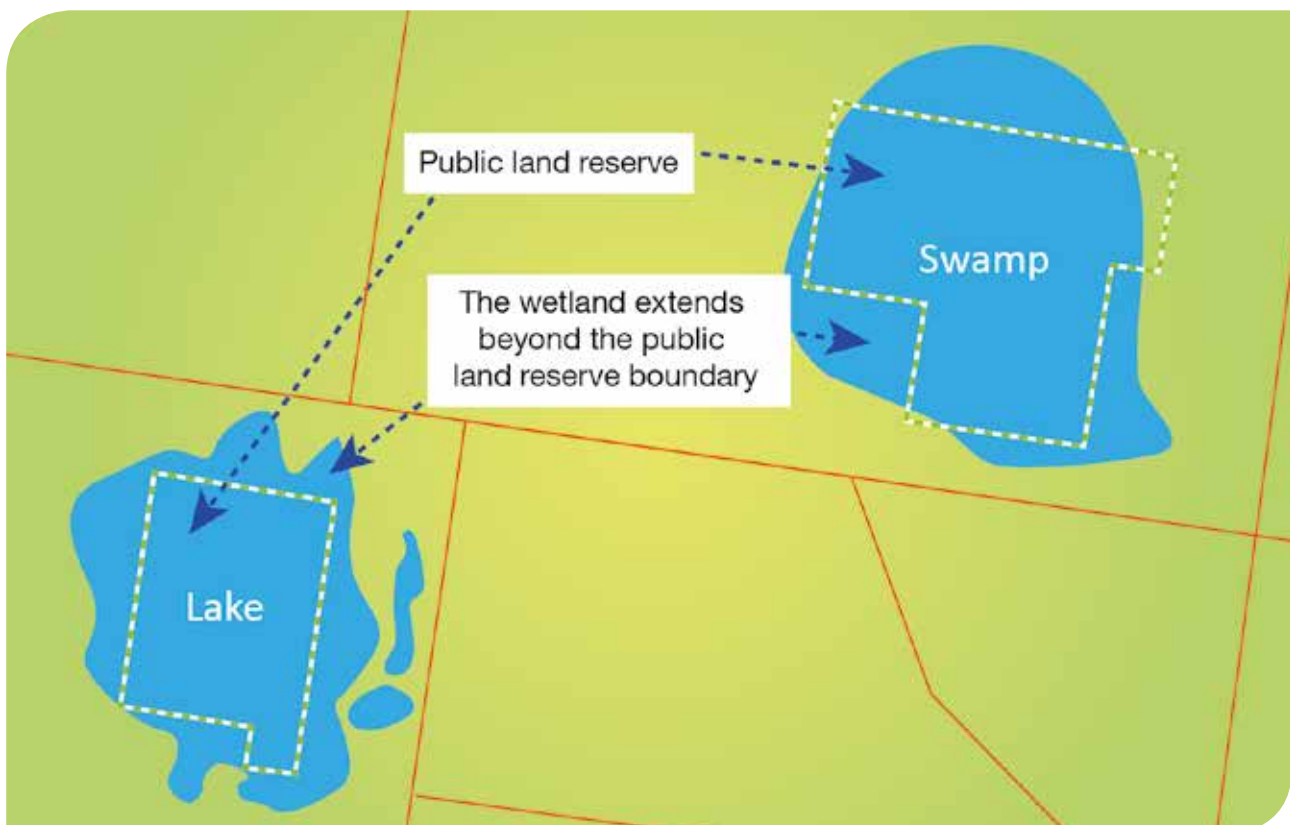 Public land reserve
Swamp
The wetland extends
beyond the public
land reserve boundary
Lake